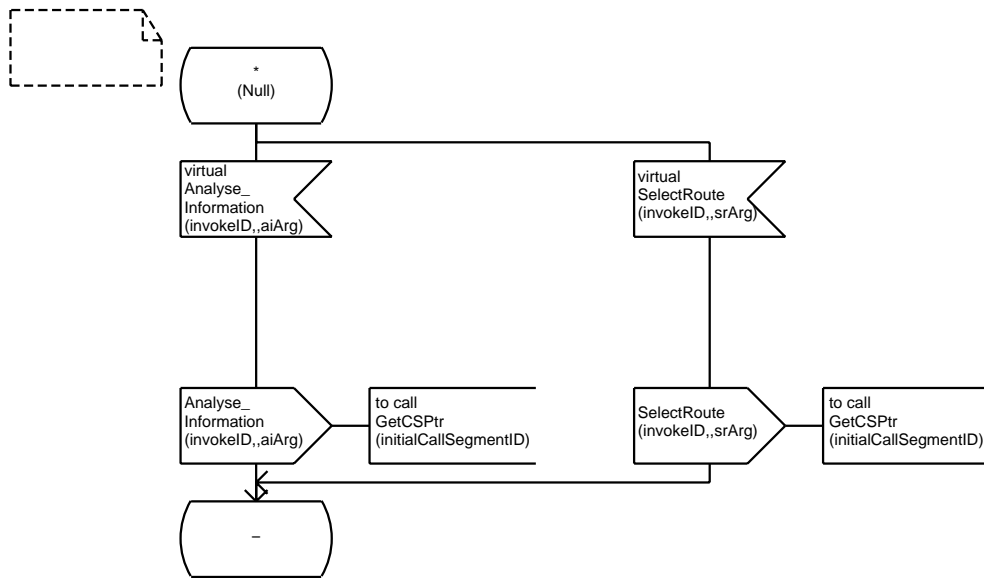 *
(Null)
virtual
Analyse_
Information
(invokeID,,aiArg)
virtual
SelectRoute
(invokeID,,srArg)
Analyse_
Information
(invokeID,,aiArg)
to call
GetCSPtr
(initialCallSegmentID)
SelectRoute
(invokeID,,srArg)
to call
GetCSPtr
(initialCallSegmentID)
–